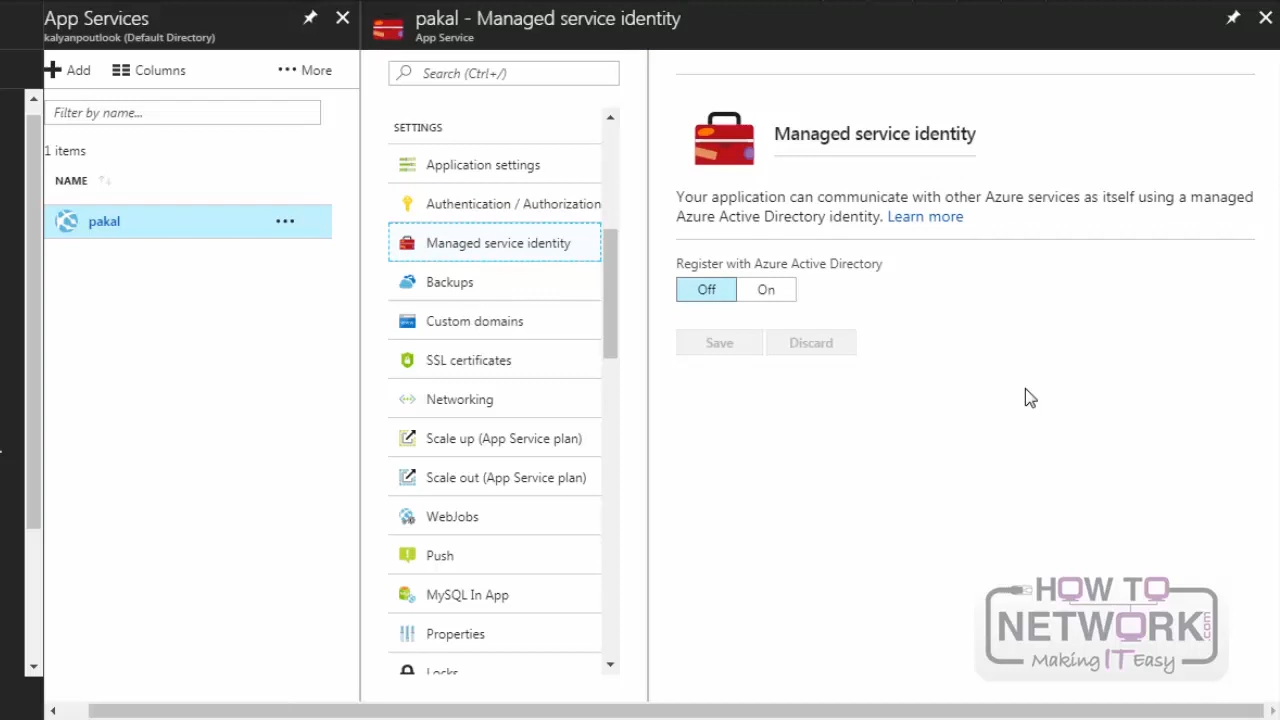 App Services
kalyanpoutlook (Default Directory)
Add
Columns
More
Filter by name...
1 items
NAME
pakal
pakal - Managed service identity
App Service
Search (Ctrl+/)
SETTINGS
Application settings
Authentication / Authorization
Managed service identity
Backups
Custom domains
SSL certificates
Networking
Scale up (App Service plan)
Scale out (App Service plan)
WebJobs
Push
MySQL In App
Properties
Locks
Managed service identity
Your application can communicate with other Azure services as itself using a managed
Azure Active Directory identity. Learn more
Register with Azure Active Directory
Off On
Save Discard
HOW TO
NETWORK.com
Making IT Easy